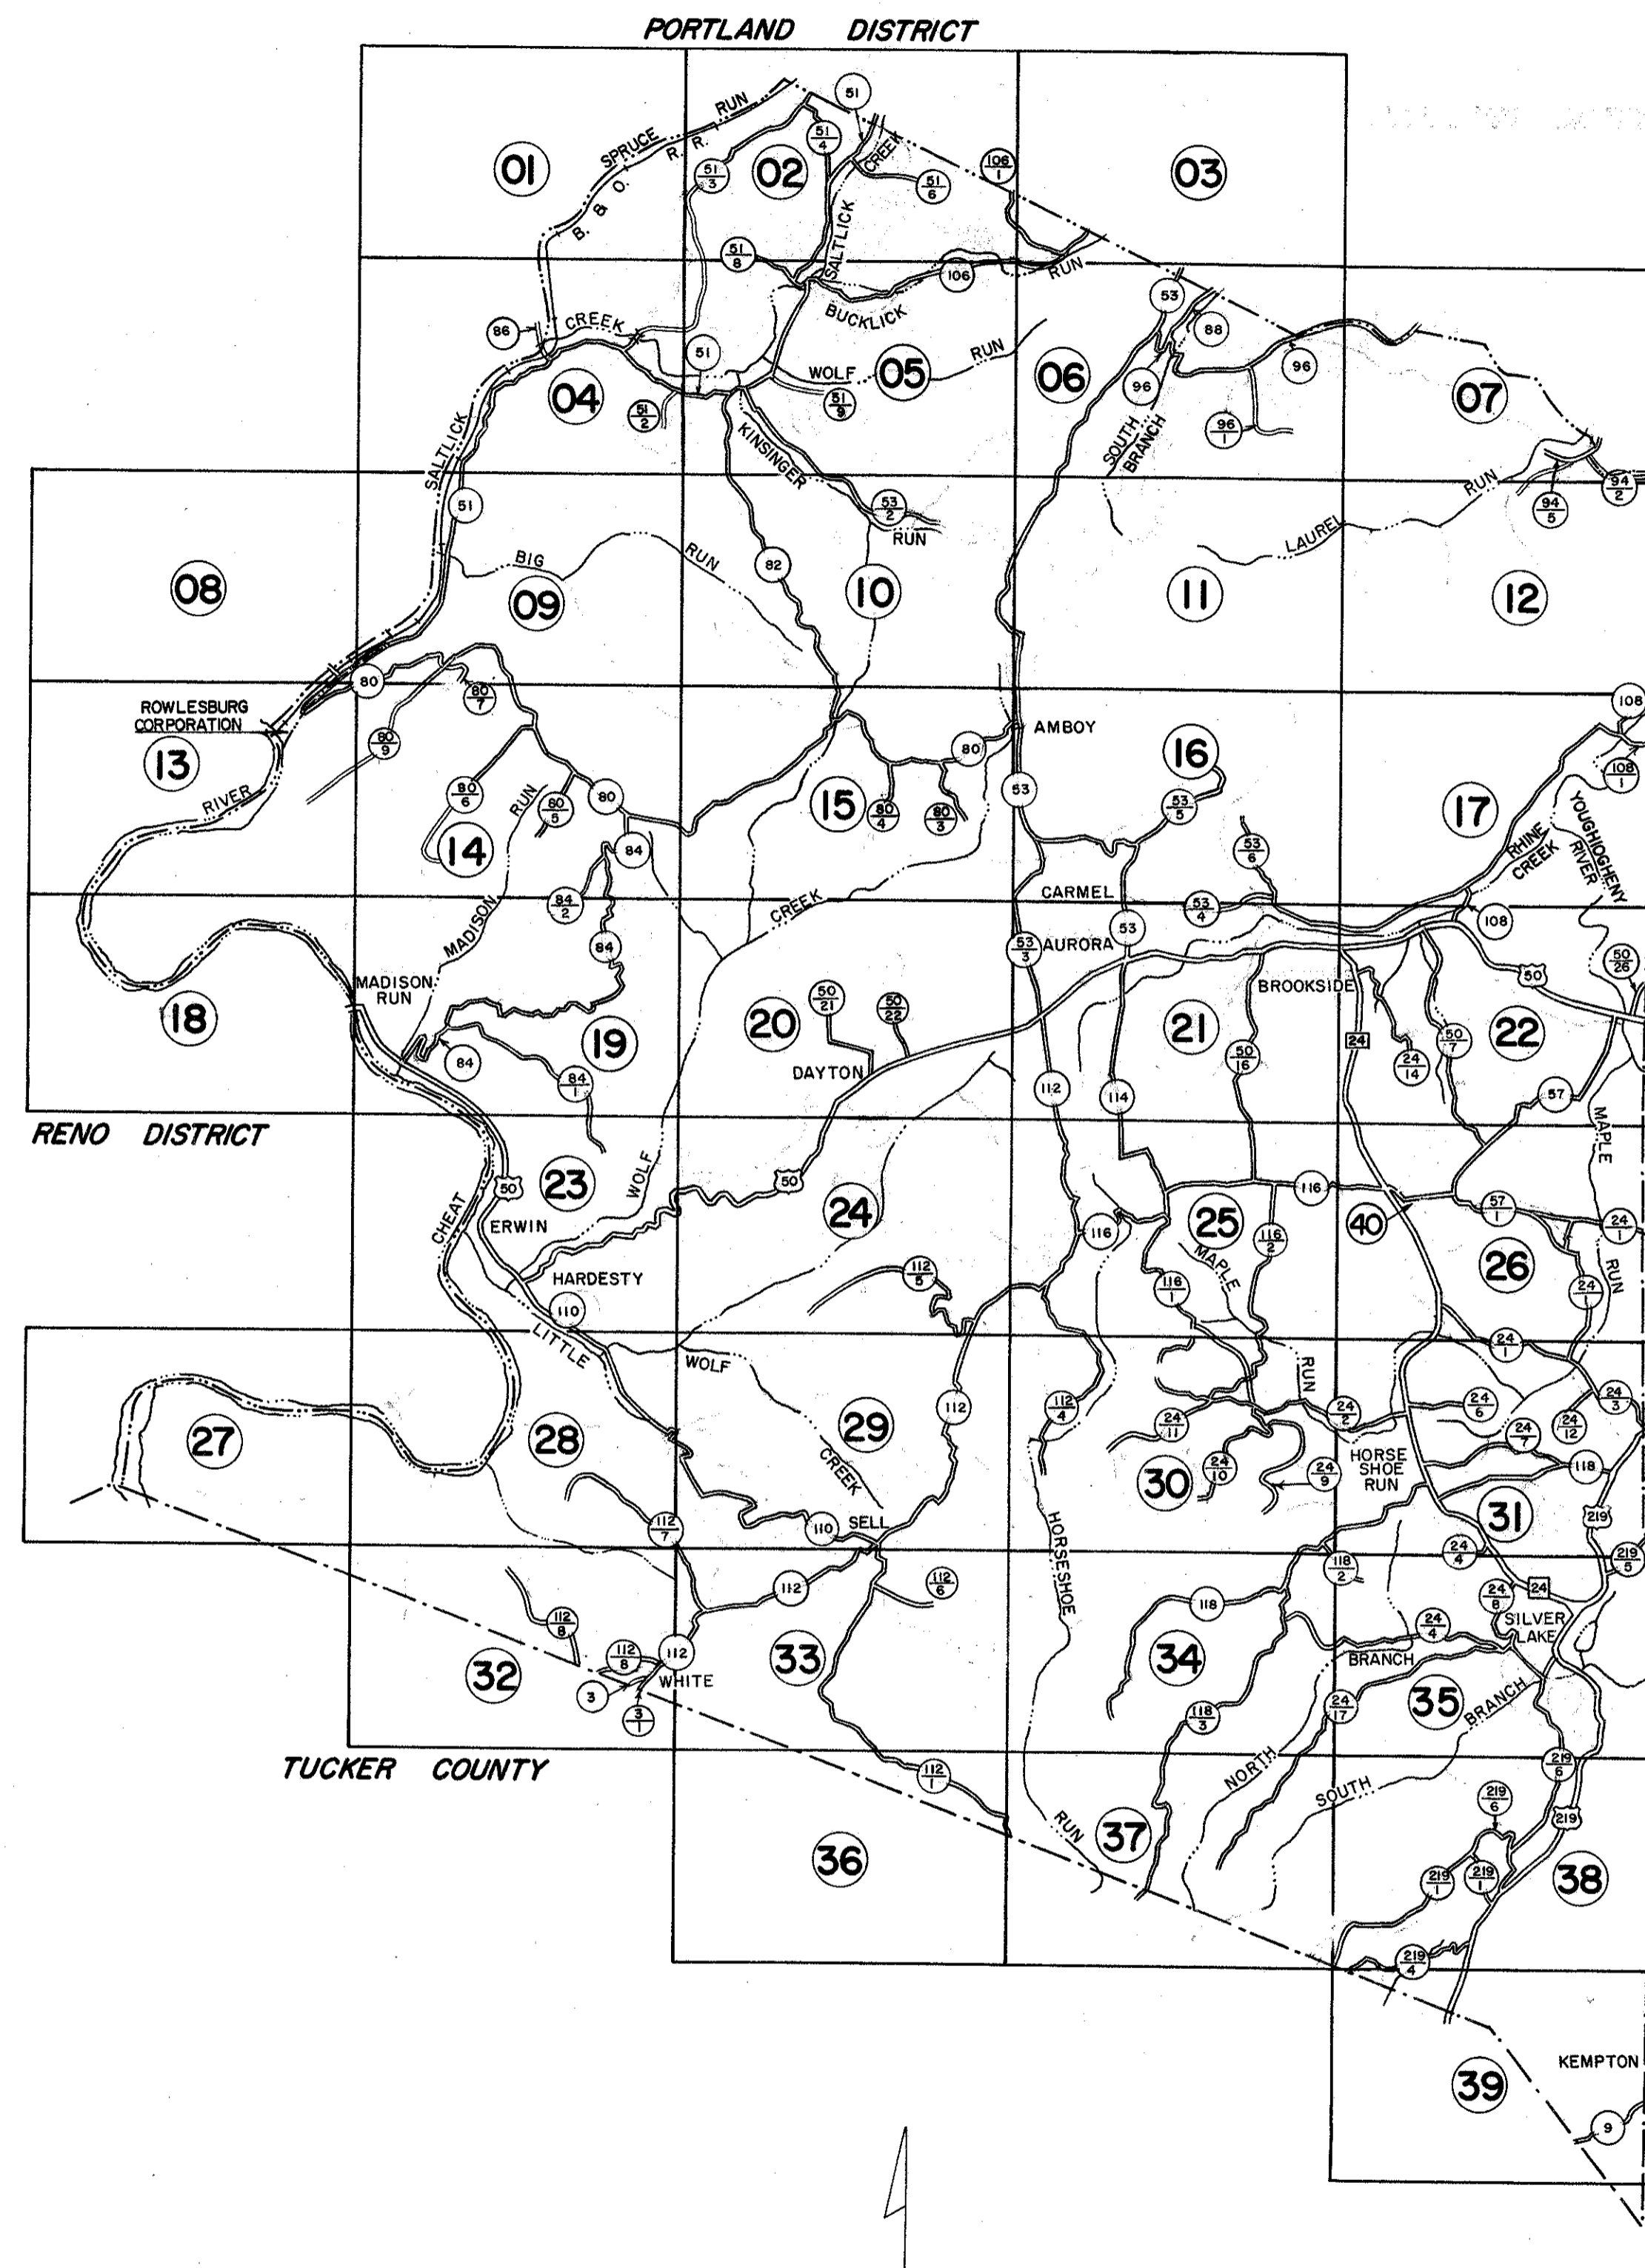 PORTLAND DISTRICT
51
SPRUCE RUN
B. & O. R. R.
01
51/3
02
51/4
CREEK
51/6
106/1
03
51/8
SALTLICK
106
RUN
BUCKLICK
53
88
86
CREEK
51
WOLF
RUN
05
06
96
96
07
04
51/2
51/9
96/1
KINSINGER
SOUTH
BRANCH
SALTLICK
51
53/2
RUN
RUN
94/5
94/2
LAUREL
BIG
RUN
82
08
09
10
11
12
80
80/7
ROWLESBURG
CORPORATION
13
80/9
AMBOY
80
16
108
108/1
RIVER
80/6
RUN
80/5
80
15
80/4
80/3
53
53/5
17
YOUGHIOGHENY
RIVER
RHINE
CREEK
14
84
53/6
84/2
CREEK
CARMEL
53/4
108
MADISON
84
53/3
AURORA
53
50
50/26
MADISON
RUN
BROOKSIDE
18
19
20
50/21
50/22
21
22
84
84/1
DAYTON
112
114
50/16
24
24/14
50/7
57
RENO DISTRICT
MAPLE
23
50
WOLF
50
24
116
57/1
24/1
CHEAT
ERWIN
116
25
116/2
40
26
HARDESTY
112/5
MAPLE
116/1
24/1
RUN
110
LITTLE
WOLF
RUN
24/1
27
28
29
112
112/4
24/11
24/2
24/6
24/12
24/3
CREEK
30
24/10
24/9
HORSE
SHOE
RUN
24/7
118
112/7
110
SELL
HORSESHOE
31
219
112
112/6
118/2
24/4
24
219/5
112/8
118
24/8
SILVER
LAKE
112/8
112
33
34
24/4
BRANCH
32
3
WHITE
3/1
118/3
24/17
35
BRANCH
TUCKER COUNTY
112/1
NORTH
SOUTH
219/6
219/6
RUN
37
219
36
219/1
219/1
38
219/4
KEMPTON
39
9